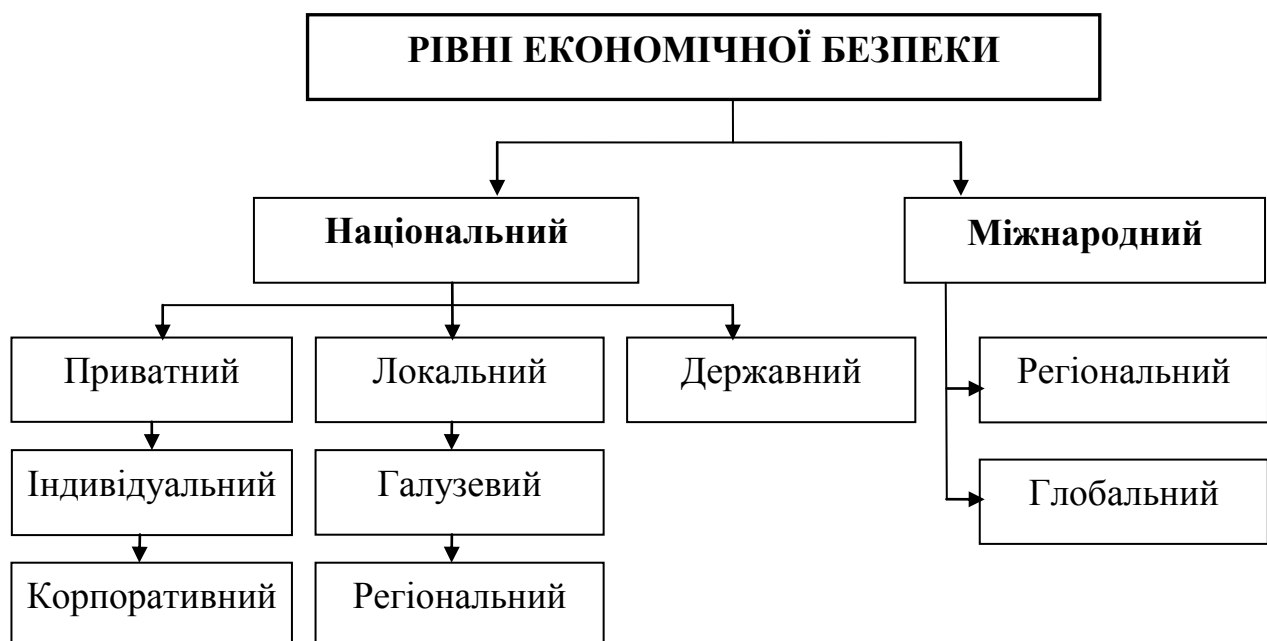 РІВНІ ЕКОНОМІЧНОЇ БЕЗПЕКИ
Національний
Міжнародний
Приватний
Локальний
Державний
Регіональний
Індивідуальний
Галузевий
Глобальний
Корпоративний
Регіональний